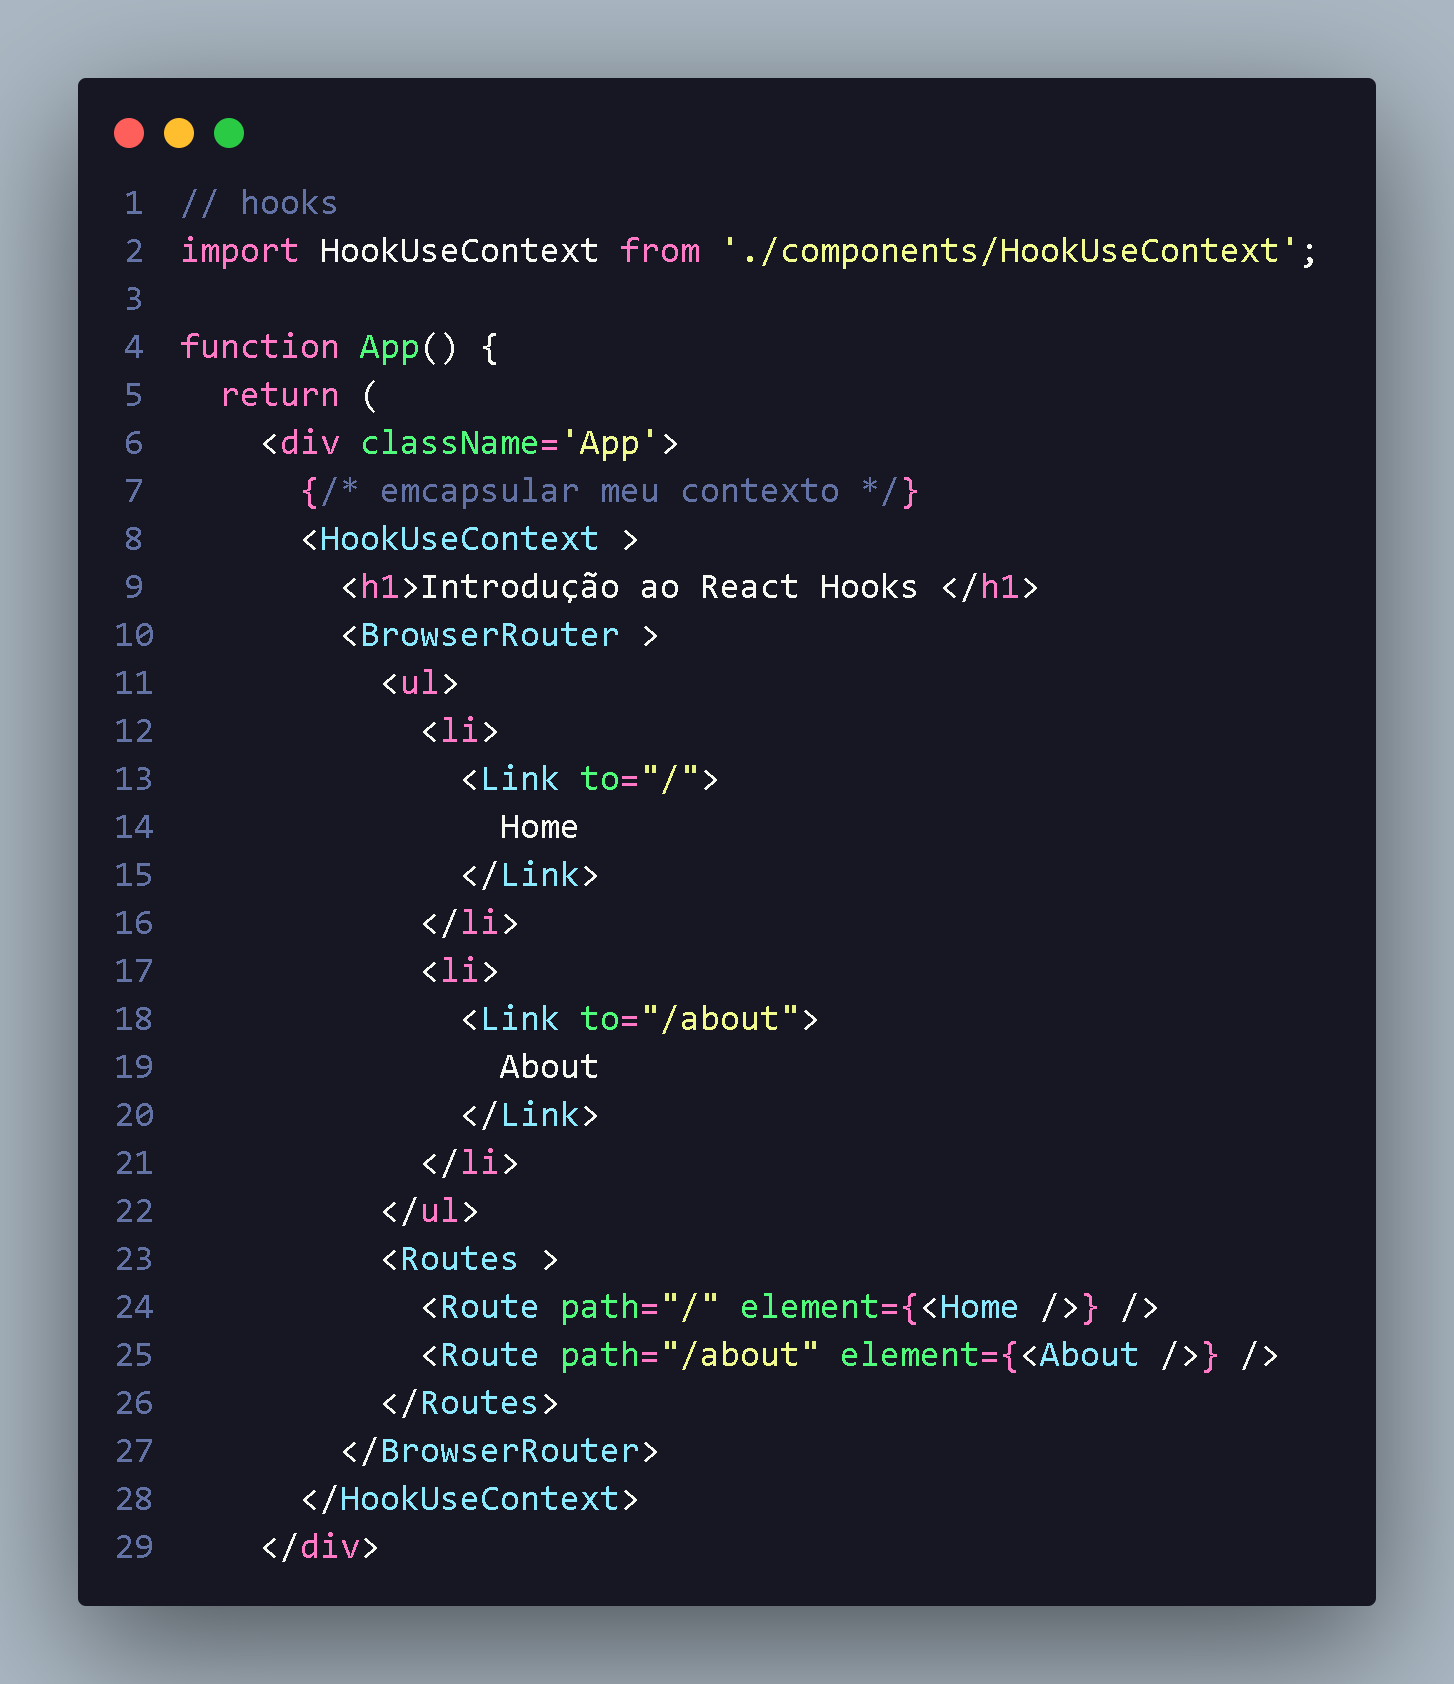 1 // hooks
2 import HookUseContext from './components/HookUseContext';
3
4 function App() {
5   return (
6     <div className='App'>
7       {/* emcapsular meu contexto */}
8       <HookUseContext >
9         <h1>Introdução ao React Hooks </h1>
10         <BrowserRouter >
11           <ul>
12             <li>
13               <Link to="/">
14                 Home
15               </Link>
16             </li>
17             <li>
18               <Link to="/about">
19                 About
20               </Link>
21             </li>
22           </ul>
23           <Routes >
24             <Route path="/" element={<Home />} />
25             <Route path="/about" element={<About />} />
26           </Routes>
27         </BrowserRouter>
28       </HookUseContext>
29     </div>